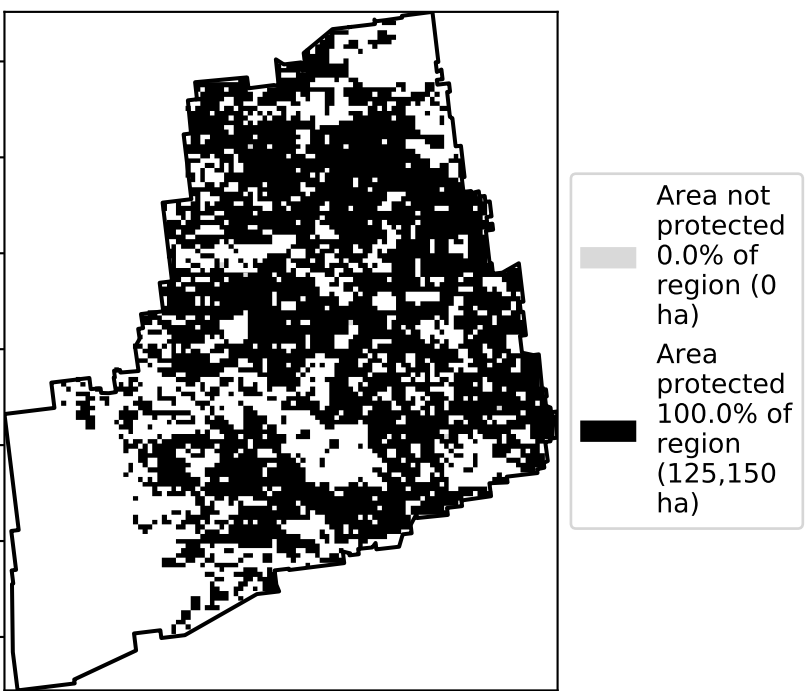 Area not
protected
0.0% of
region (0
ha)
Area
protected
100.0% of
region
(125,150
ha)